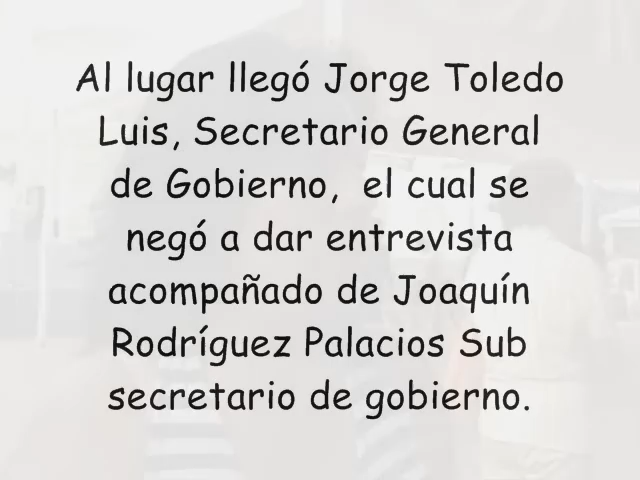 Al lugar llegó Jorge Toledo
Luis, Secretario General
de Gobierno,  el cual se
negó a dar entrevista
acompañado de Joaquín
Rodríguez Palacios Sub
secretario de gobierno.